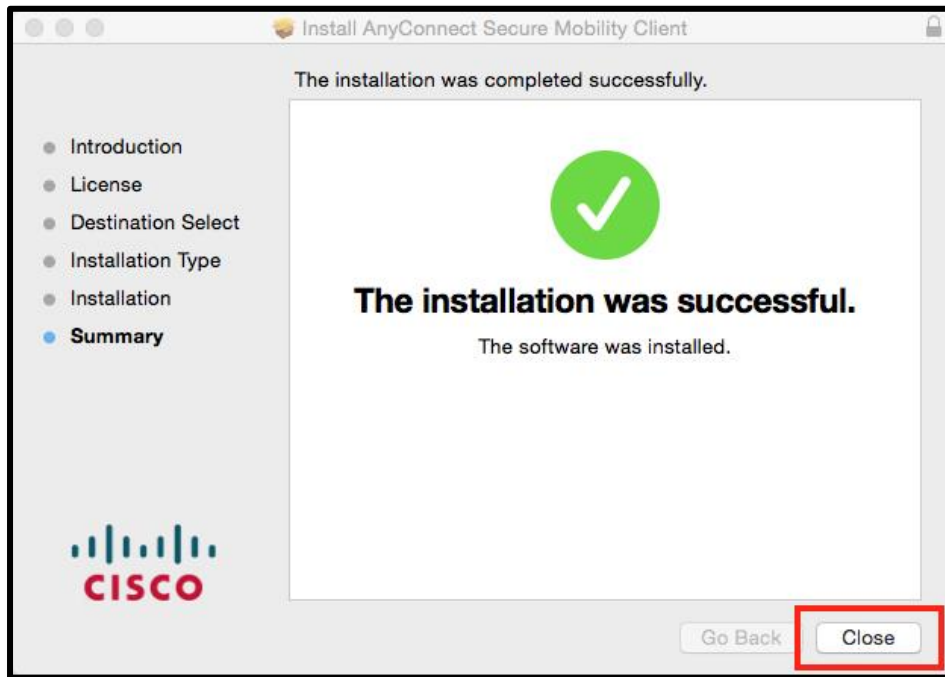 Install AnyConnect Secure Mobility Client
The installation was completed successfully.
Introduction
License
Destination Select
Installation Type
Installation
Summary
The installation was successful.
The software was installed.
CISCO
Go Back
Close